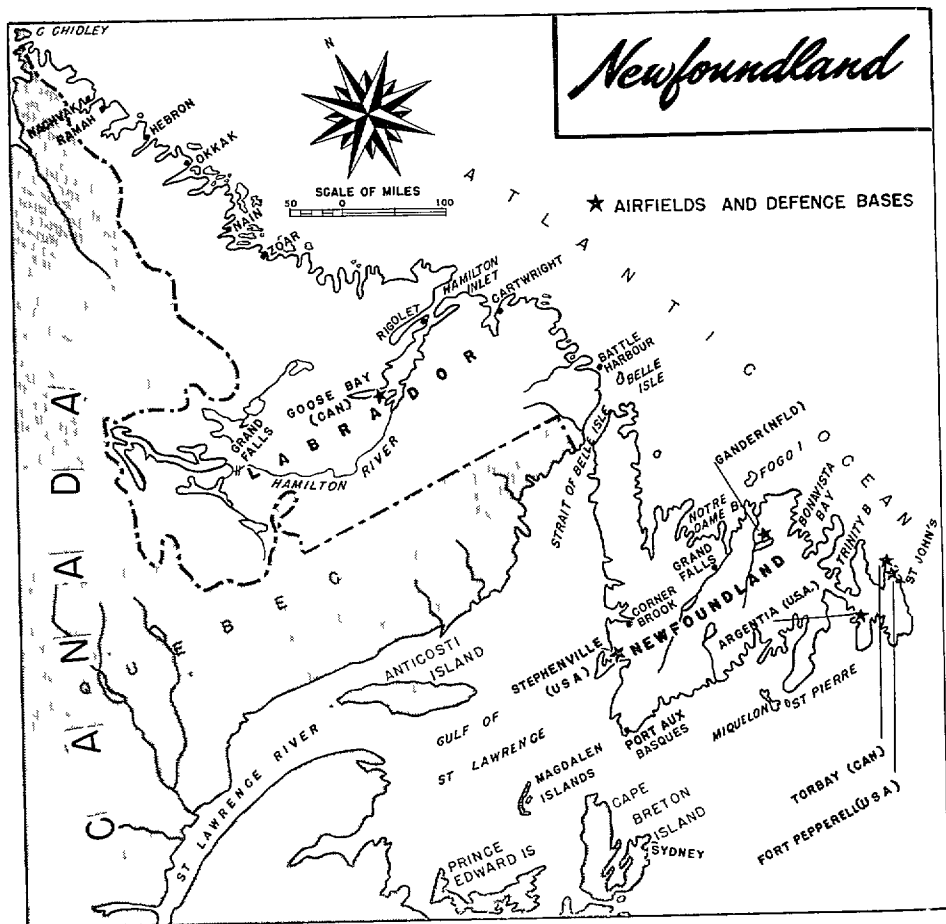 Newfoundland
C CHIDLEY
N
NACHVAK
RAMAH
HEBRON
OKKAK
NAIN
ZOAR
SCALE OF MILES
50 0 100
★ AIRFIELDS AND DEFENCE BASES
ATLANTIC OCEAN
HAMILTON
INLET
RIGOLET
CARTWRIGHT
BATTLE
HARBOUR
BELLE
ISLE
GOOSE BAY
(CAN)
LABRADOR
GRAND
FALLS
HAMILTON RIVER
STRAIT OF BELLE ISLE
CANADA
QUEBEC
GANDER (NFLD)
FOGO I
NOTRE
DAME B
BONAVISTA
BAY
TRINITY B
ST JOHN'S
GRAND
FALLS
CORNER
BROOK
NEWFOUNDLAND
ARGENTIA (U.S.A.)
STEPHENVILLE
(USA)
ANTICOSTI
ISLAND
GULF OF
ST LAWRENCE
PORT AUX
BASQUES
MIQUELON
ST PIERRE
MAGDALEN
ISLANDS
ST LAWRENCE RIVER
CAPE
BRETON
ISLAND
SYDNEY
PRINCE
EDWARD IS
TORBAY (CAN)
FORT PEPPERELL (USA)